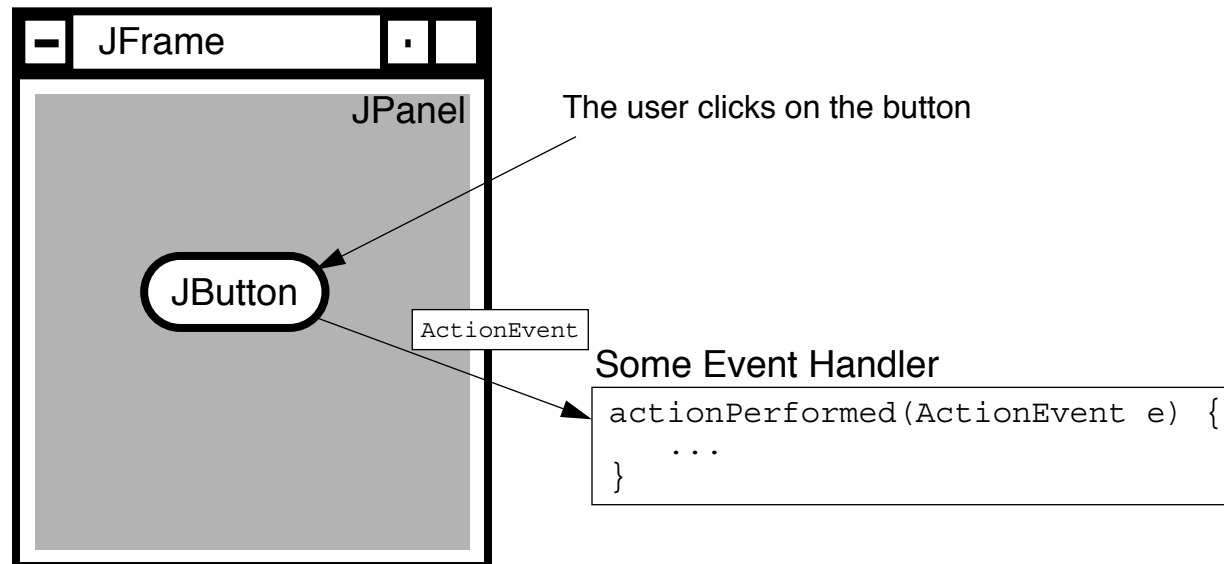 JFrame
JPanel
The user clicks on the button
JButton
ActionEvent
Some Event Handler
actionPerformed(ActionEvent e) {
...
}